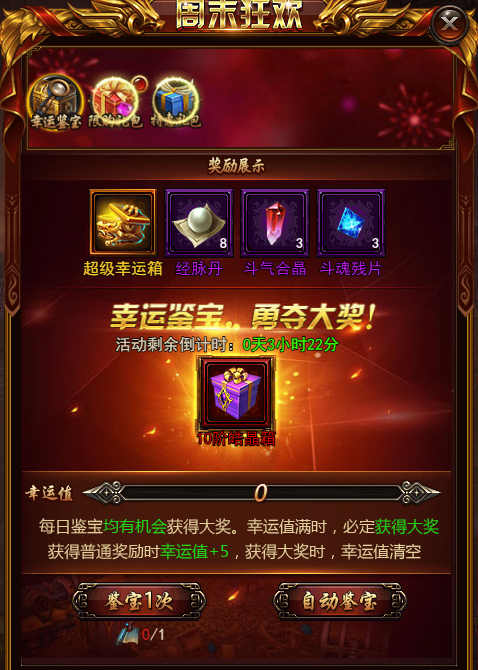 周末狂欢
幸运鉴宝 限购礼包 特卖礼包
奖励展示
8 3 3
超级幸运箱 经脉丹 斗气合晶 斗魂残片
幸运鉴宝，勇夺大奖！
活动剩余倒计时：0天3小时22分
10阶暗黑箱
幸运值 0
每日鉴宝均有机会获得大奖。幸运值满时，必定获得大奖
获得普通奖励时幸运值+5，获得大奖时，幸运值清空
鉴宝1次 自动鉴宝
0/1